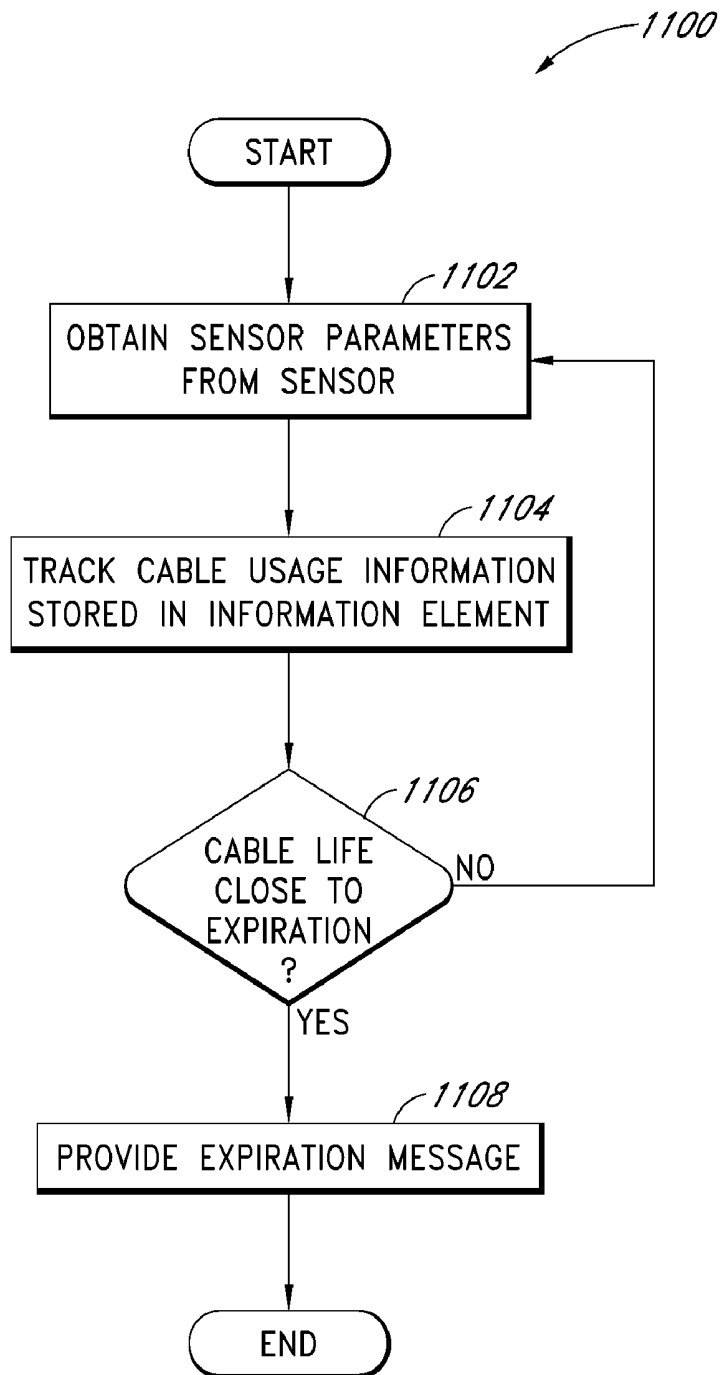 1100
START
1102
OBTAIN SENSOR PARAMETERS
FROM SENSOR
1104
TRACK CABLE USAGE INFORMATION
STORED IN INFORMATION ELEMENT
1106
CABLE LIFE
CLOSE TO
EXPIRATION
?
NO
YES
1108
PROVIDE EXPIRATION MESSAGE
END